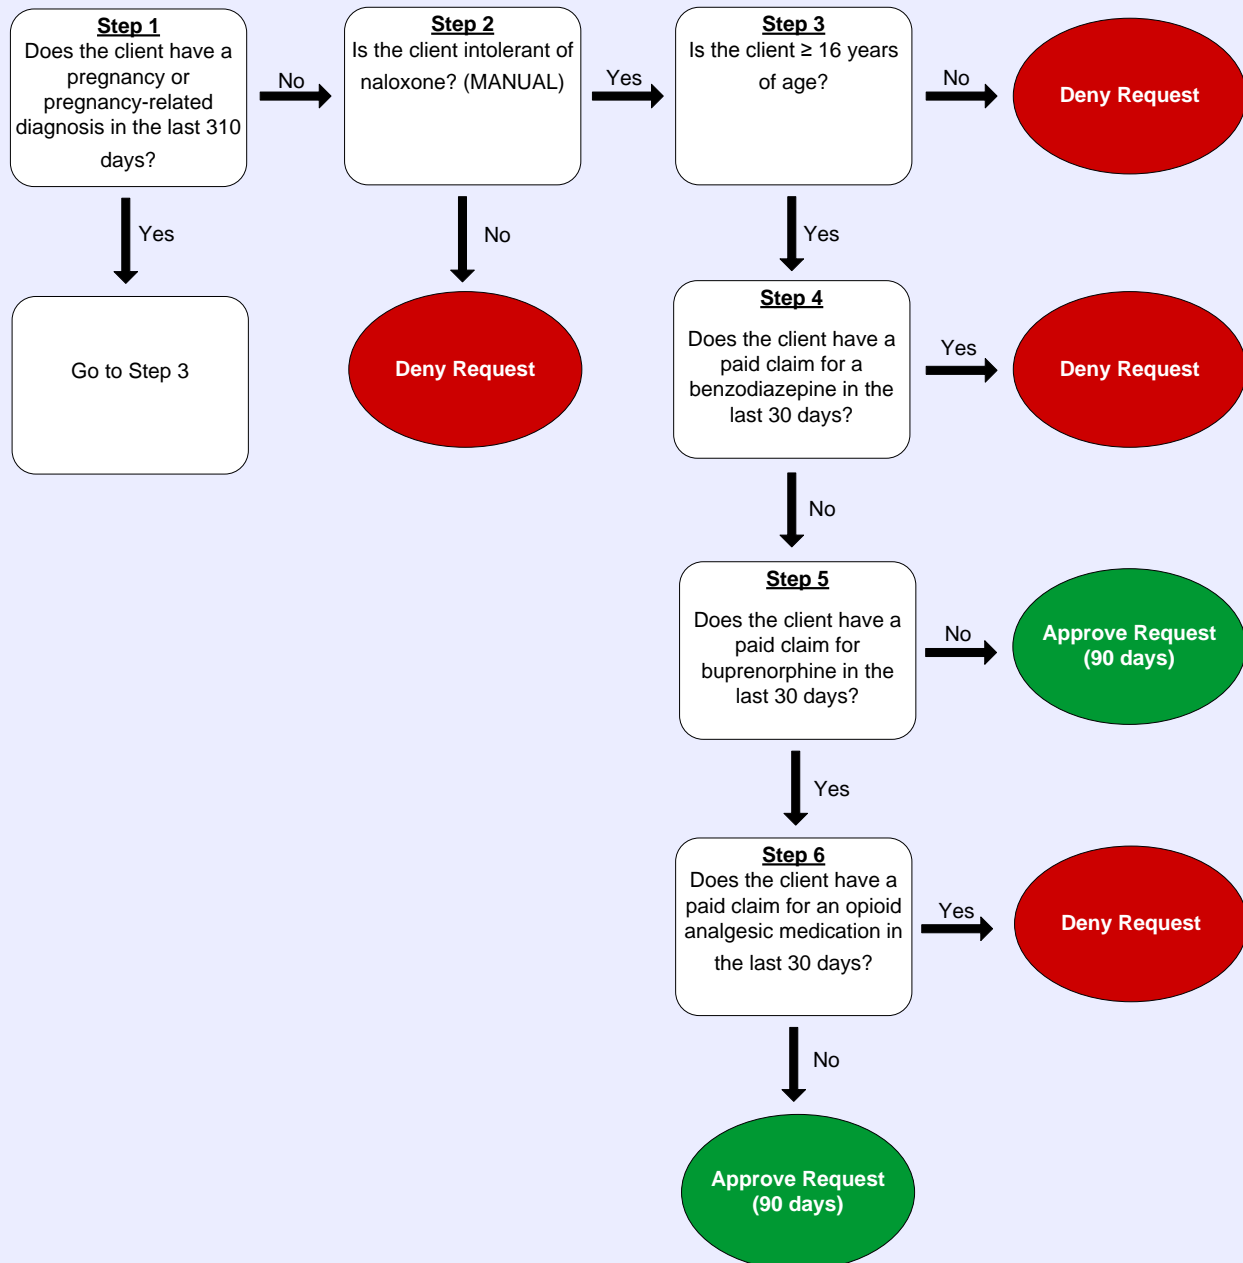 Step 1
Does the client have a
pregnancy or
pregnancy-related
diagnosis in the last 310
days?
No
Step 2
Is the client intolerant of
naloxone? (MANUAL)
Yes
Step 3
Is the client ≥ 16 years
of age?
No
Deny Request
Yes
No
Yes
Go to Step 3
Deny Request
Step 4
Does the client have a
paid claim for a
benzodiazepine in the
last 30 days?
Yes
Deny Request
No
Step 5
Does the client have a
paid claim for
buprenorphine in the
last 30 days?
No
Approve Request
(90 days)
Yes
Step 6
Does the client have a
paid claim for an opioid
analgesic medication in
the last 30 days?
Yes
Deny Request
No
Approve Request
(90 days)